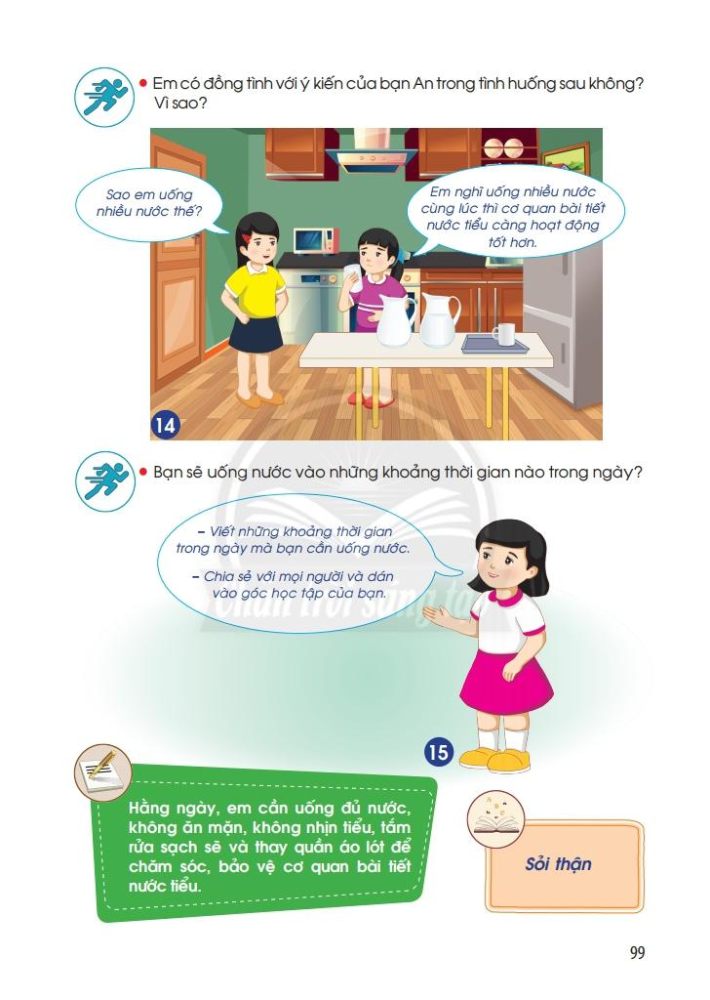 • Em có đồng tình với ý kiến của bạn An trong tình huống sau không?
Vì sao?
Sao em uống
nhiều nước thế?
Em nghĩ uống nhiều nước
cùng lúc thì cơ quan bài tiết
nước tiểu càng hoạt động
tốt hơn.
14
• Bạn sẽ uống nước vào những khoảng thời gian nào trong ngày?
– Viết những khoảng thời gian
trong ngày mà bạn cần uống nước.
– Chia sẻ với mọi người và dán
vào góc học tập của bạn.
Chân trời sáng tạo
15
Hằng ngày, em cần uống đủ nước,
không ăn mặn, không nhịn tiểu, tắm
rửa sạch sẽ và thay quần áo lót để
chăm sóc, bảo vệ cơ quan bài tiết
nước tiểu.
Sỏi thận
99